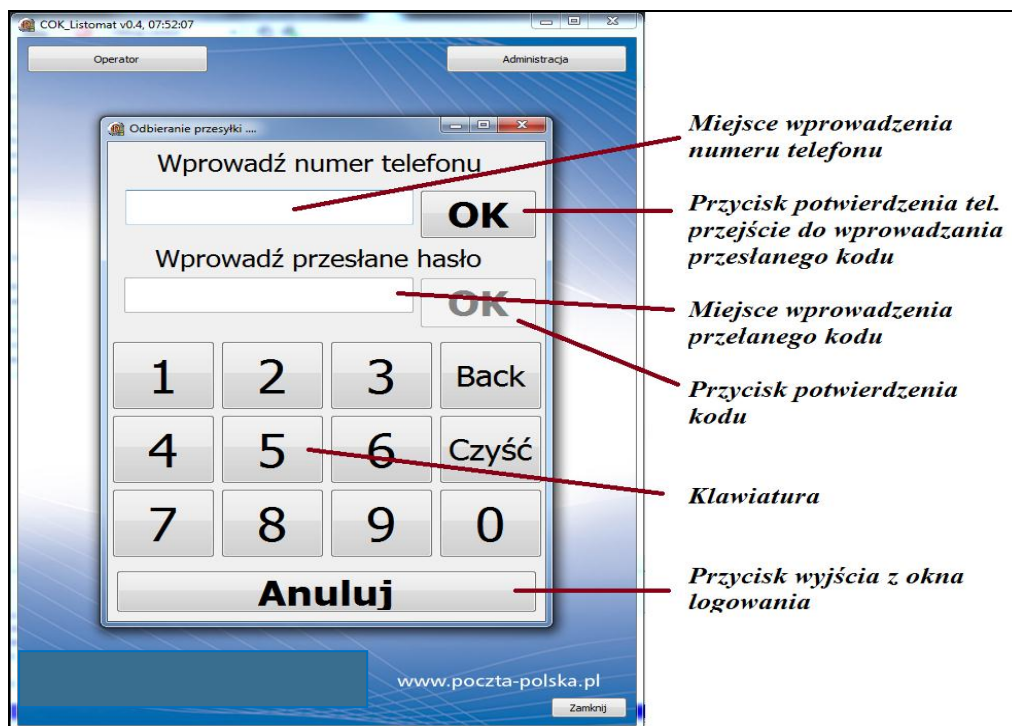 COK_Listomat v0.4, 07:52:07
Operator
Administracja
Odbieranie przesyłki ....
Wprowadź numer telefonu
OK
Wprowadź przesłane hasło
OK
1 2 3 Back
4 5 6 Czyść
7 8 9 0
Anuluj
www.poczta-polska.pl
Zamknij
Miejsce wprowadzenia
numeru telefonu
Przycisk potwierdzenia tel.
przejście do wprowadzania
przesłanego kodu
Miejsce wprowadzenia
przełanego kodu
Przycisk potwierdzenia
kodu
Klawiatura
Przycisk wyjścia z okna
logowania